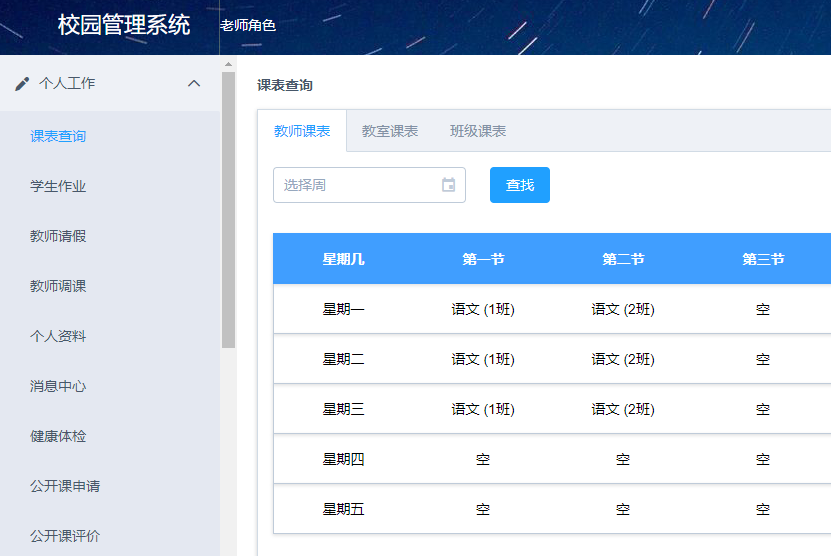 校园管理系统 老师角色
个人工作
课表查询
学生作业
教师请假
教师调课
个人资料
消息中心
健康体检
公开课申请
公开课评价
课表查询
教师课表 教室课表 班级课表
选择周 查找
星期几 第一节 第二节 第三节
星期一 语文 (1班) 语文 (2班) 空
星期二 语文 (1班) 语文 (2班) 空
星期三 语文 (1班) 语文 (2班) 空
星期四 空 空 空
星期五 空 空 空